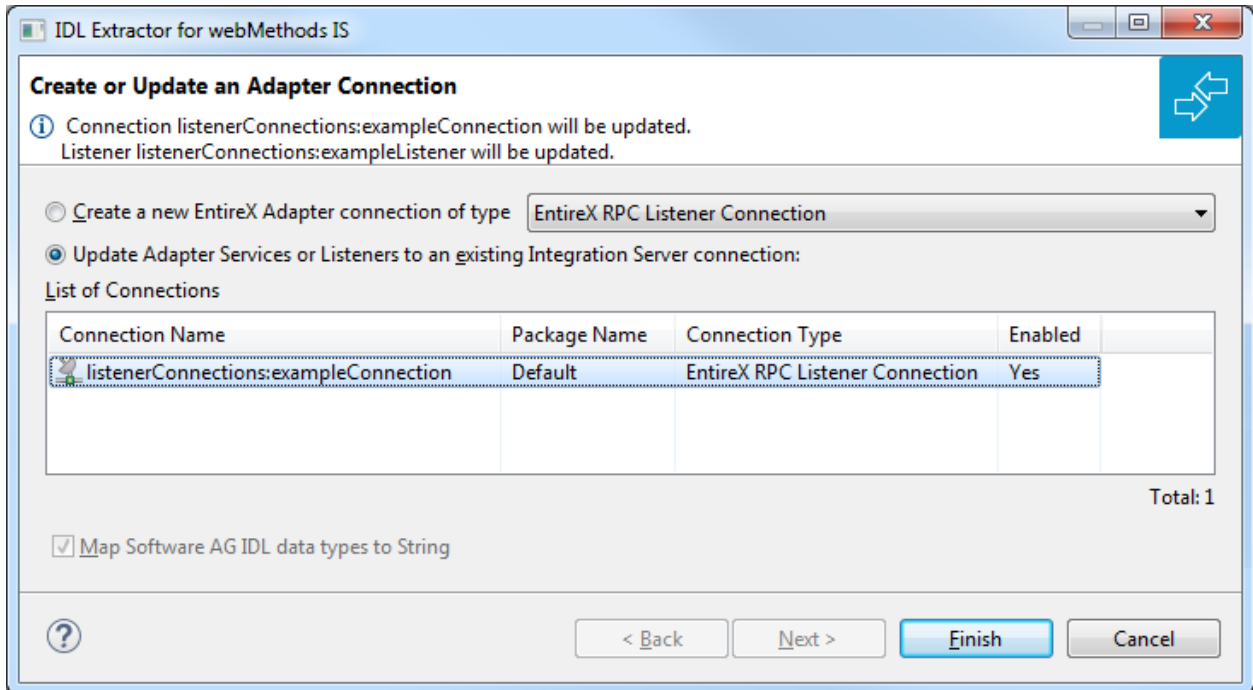 IDL Extractor for webMethods IS
Create or Update an Adapter Connection
Connection listenerConnections:exampleConnection will be updated.
Listener listenerConnections:exampleListener will be updated.
Create a new EntireX Adapter connection of type EntireX RPC Listener Connection
Update Adapter Services or Listeners to an existing Integration Server connection:
List of Connections
Connection Name Package Name Connection Type Enabled
listenerConnections:exampleConnection Default EntireX RPC Listener Connection Yes
Total: 1
Map Software AG IDL data types to String
? < Back Next > Finish Cancel